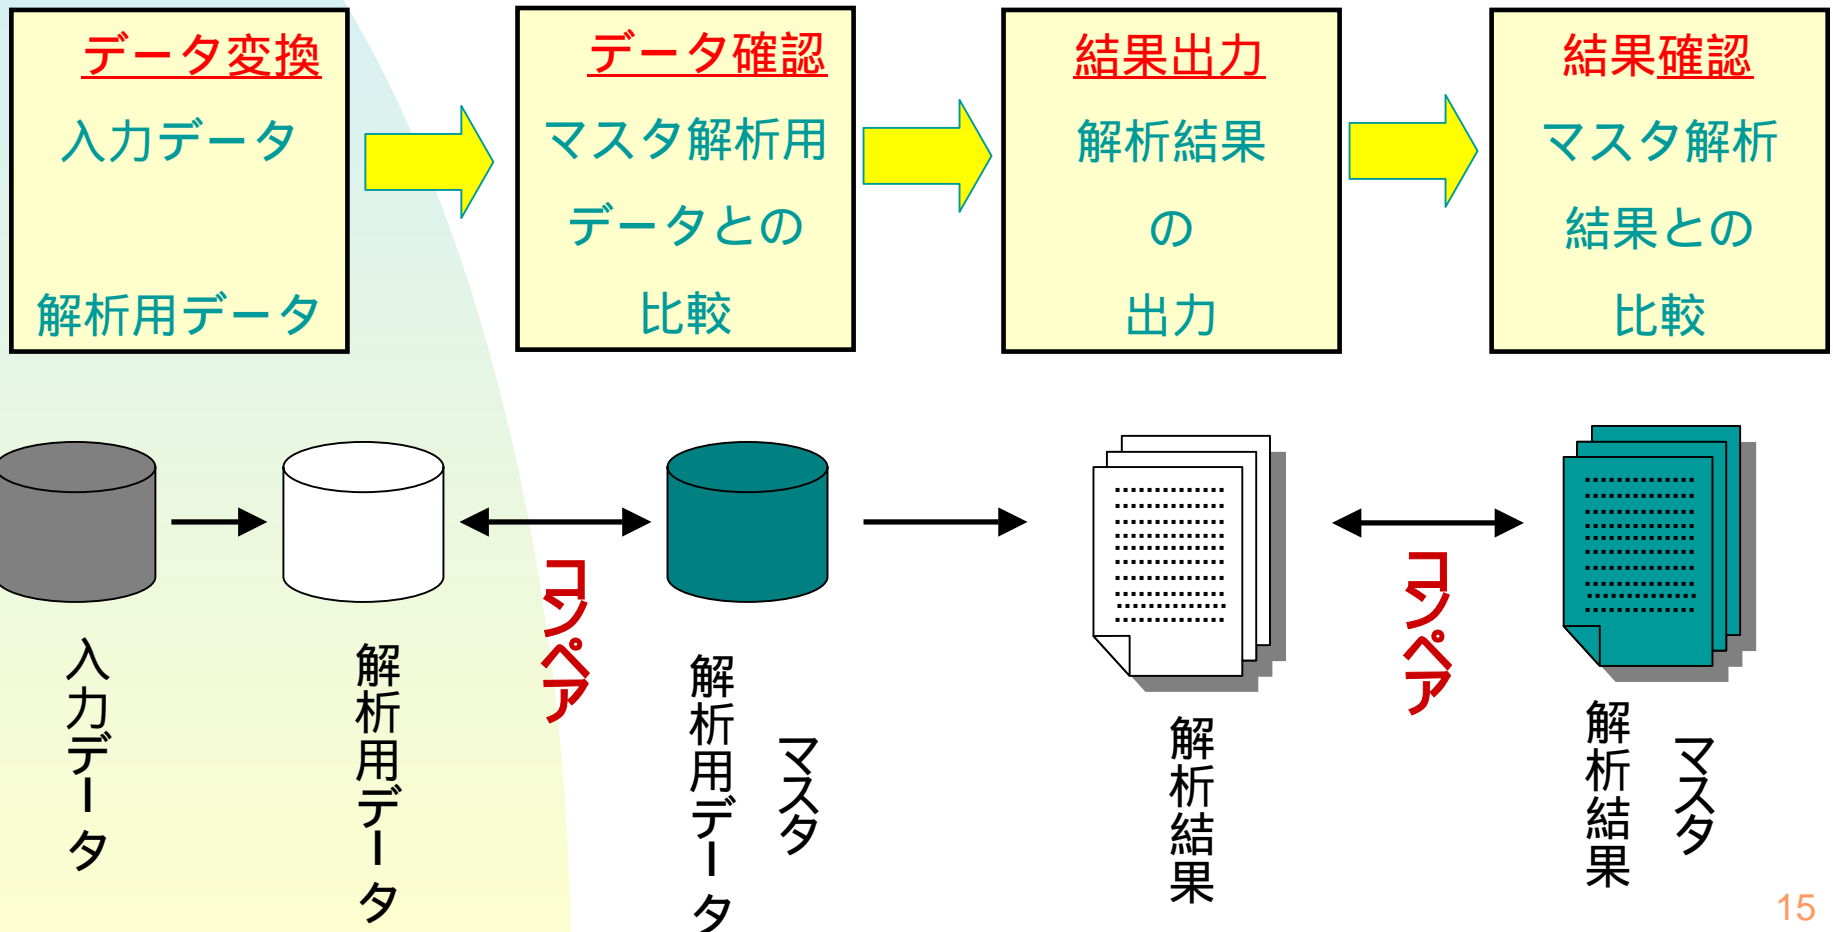 データ変換
入力データ
解析用データ
データ確認
マスタ解析用
データとの
比較
結果出力
解析結果
の
出力
結果確認
マスタ解析
結果との
比較
入力データ
解析用データ
コンペア
マスタ
解析用データ
解析結果
コンペア
マスタ
解析結果
15